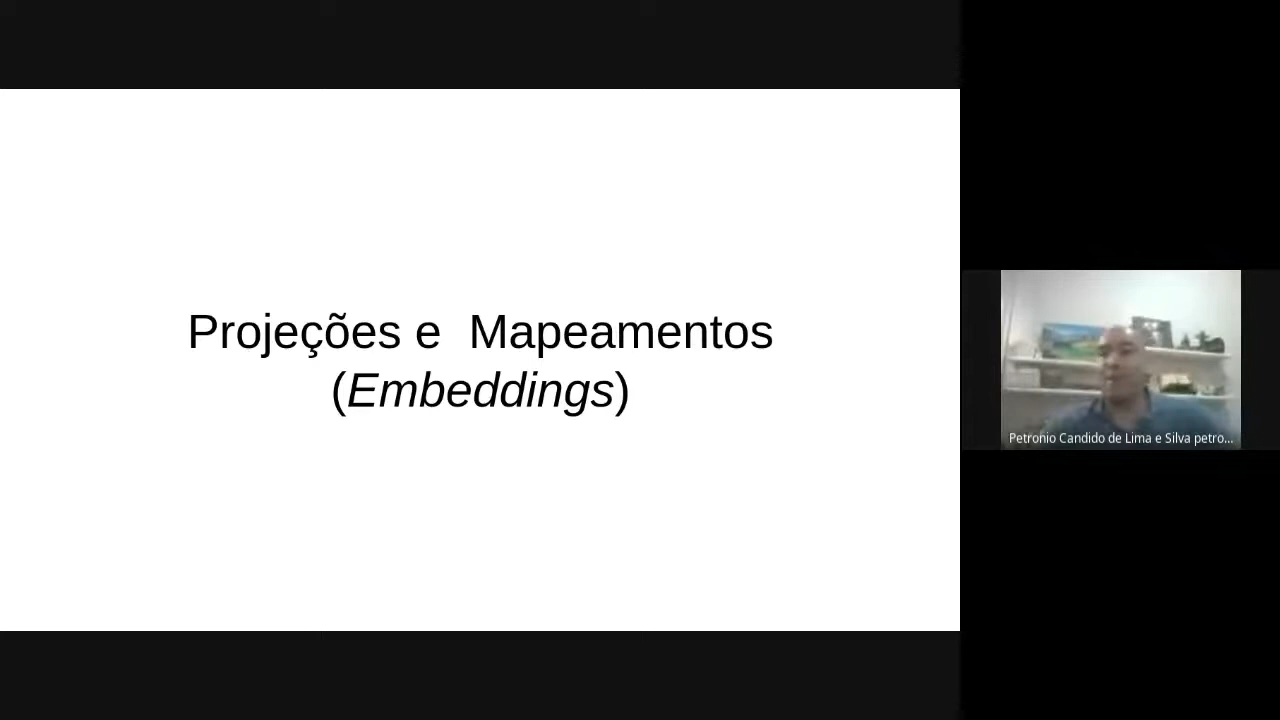 Projeções e  Mapeamentos
(Embeddings)
Petronio Candido de Lima e Silva petro...